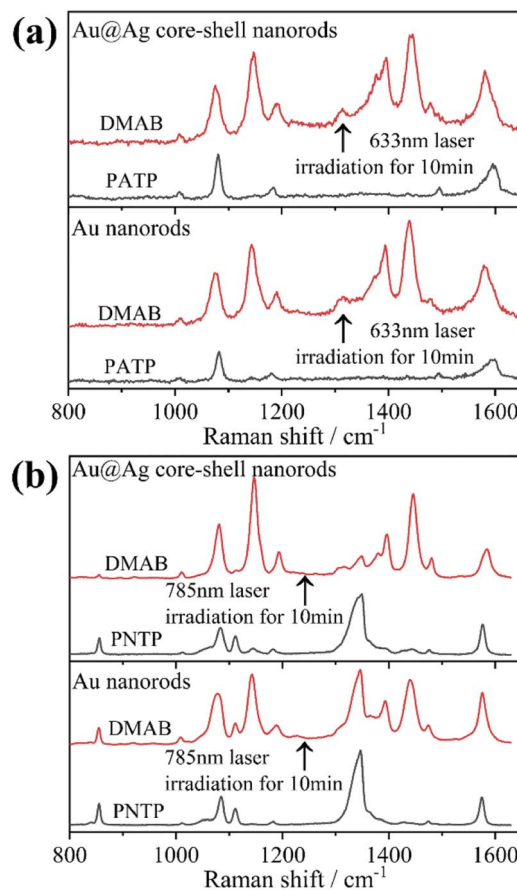 (a)
Au@Ag core-shell nanorods
DMAB
633nm laser
irradiation for 10min
PATP
Au nanorods
DMAB
633nm laser
irradiation for 10min
PATP
800 1000 1200 1400 1600
Raman shift / cm⁻¹
(b)
Au@Ag core-shell nanorods
DMAB
785nm laser
irradiation for 10min
PNTP
Au nanorods
DMAB
785nm laser
irradiation for 10min
PNTP
800 1000 1200 1400 1600
Raman shift / cm⁻¹